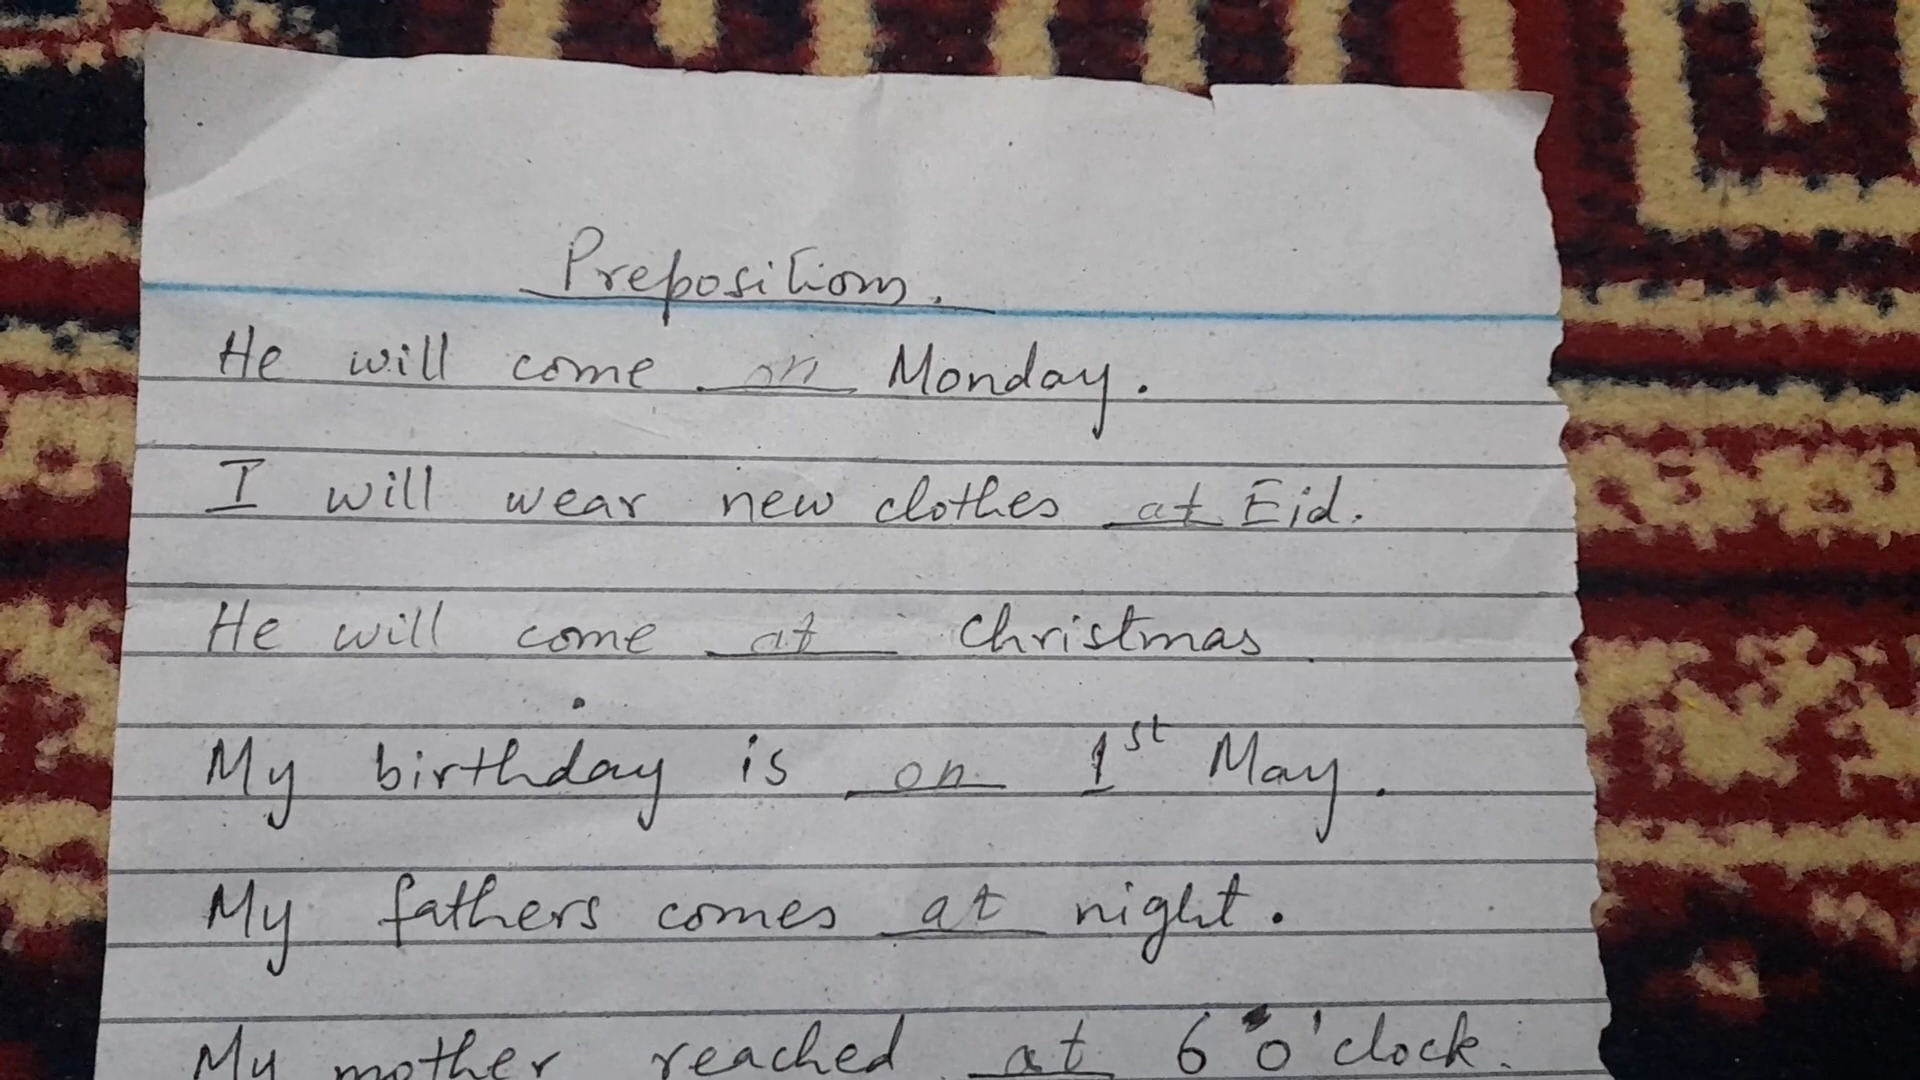 Prepositions.
He will come on Monday.
I will wear new clothes at Eid.
He will come at Christmas.
My birthday is on 1st May.
My fathers comes at night.
My mother reached at 6 o'clock.